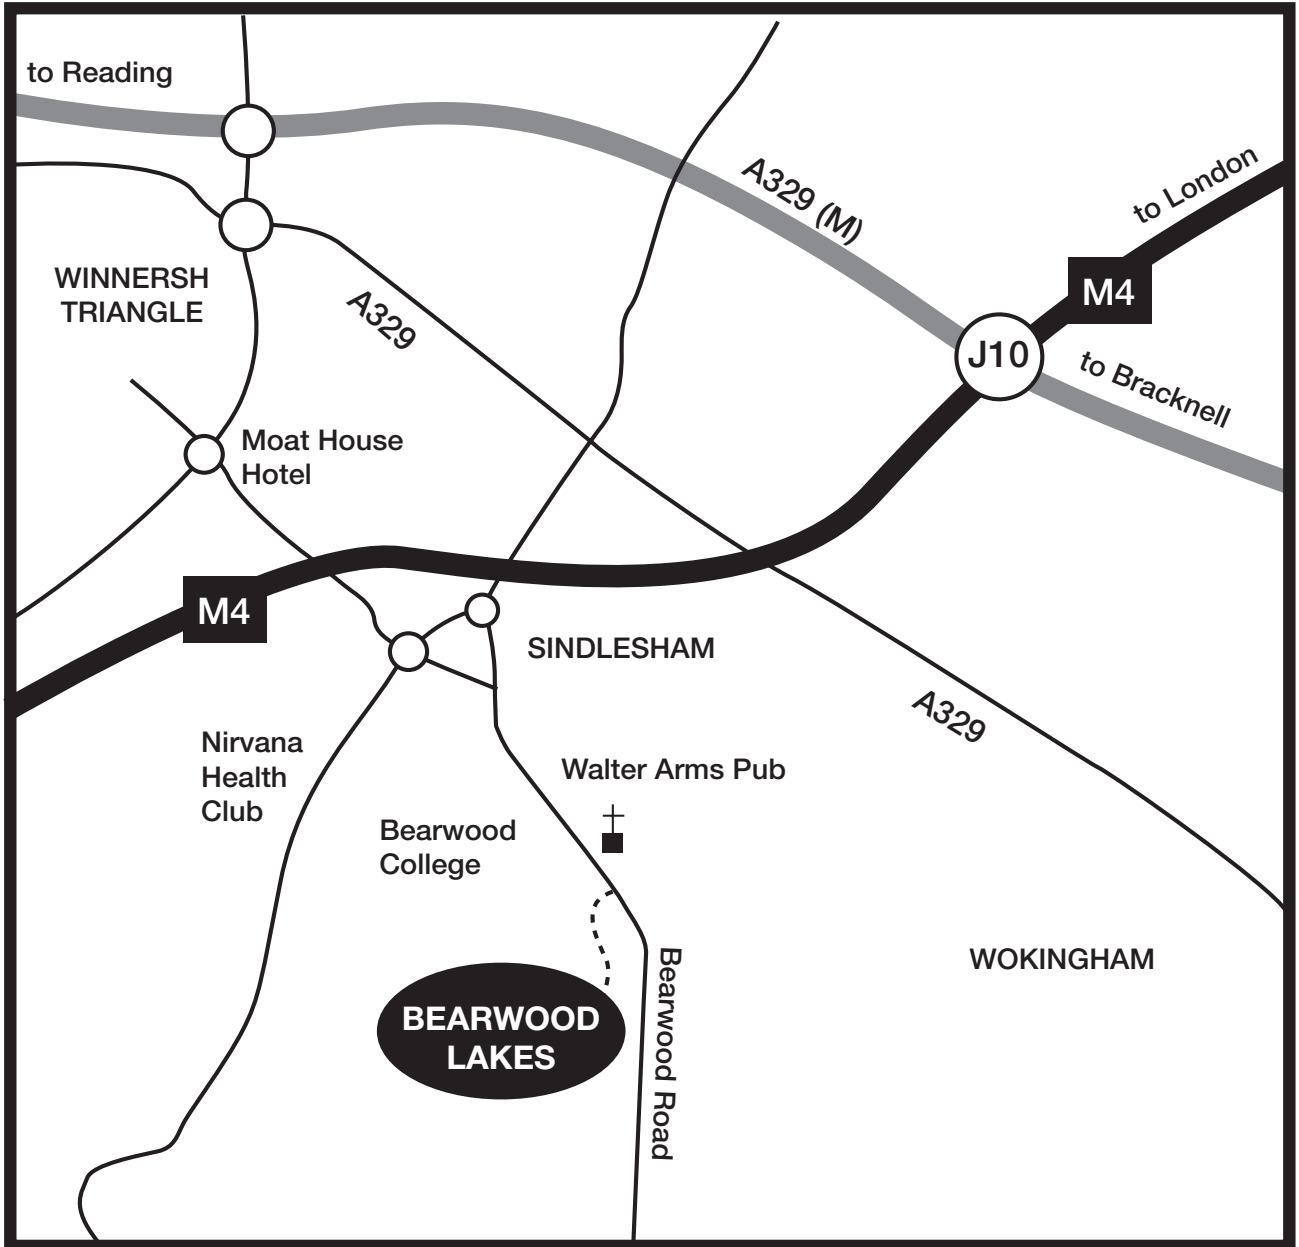 to Reading
A329 (M)
to London
WINNERSH
TRIANGLE
M4
A329
J10
to Bracknell
Moat House
Hotel
M4
SINDLESHAM
A329
Nirvana
Health
Club
Walter Arms Pub
Bearwood
College
WOKINGHAM
Bearwood Road
BEARWOOD
LAKES